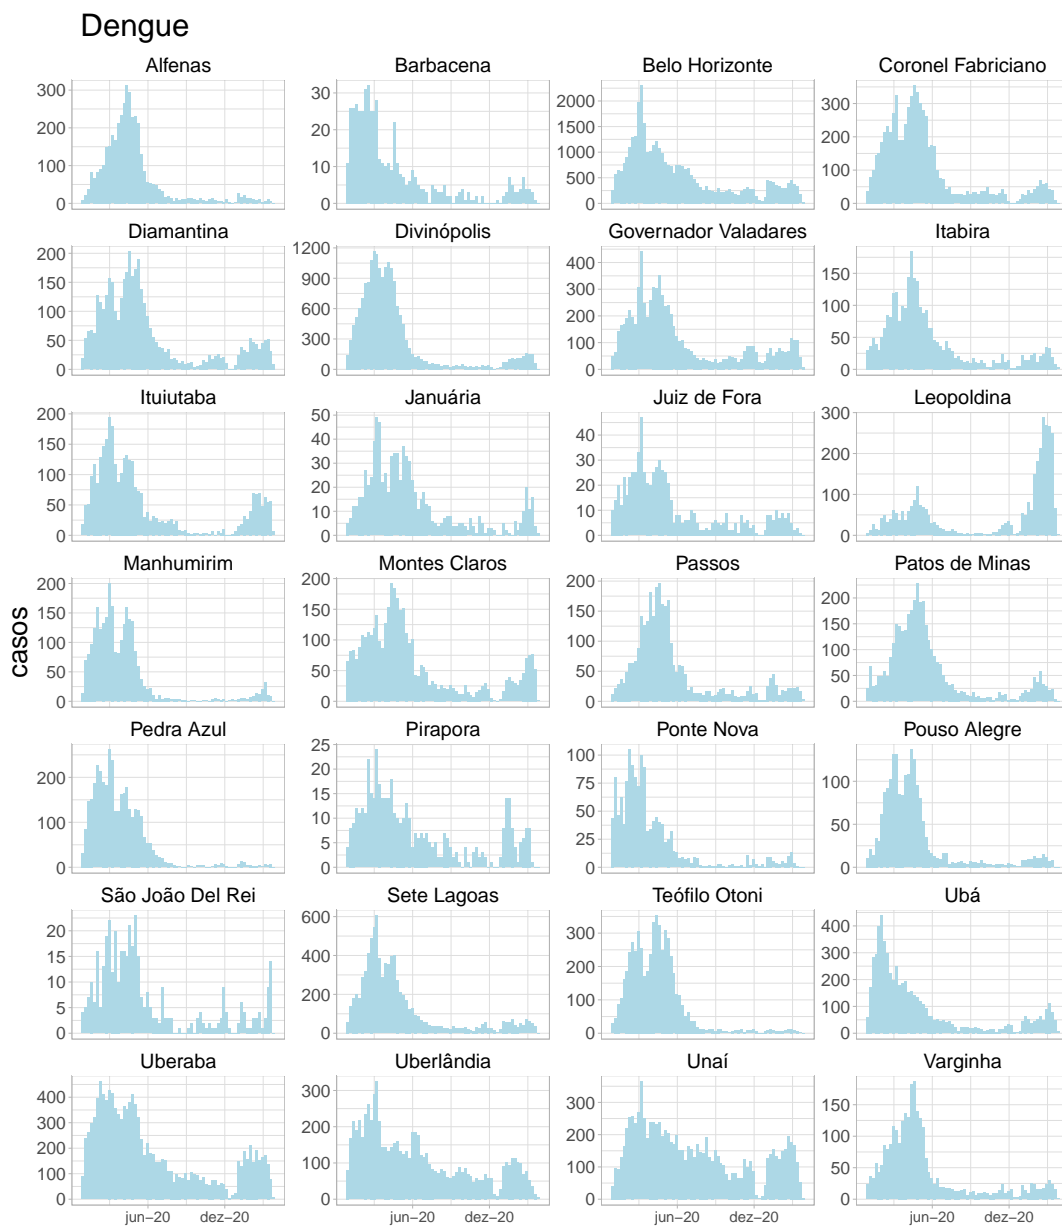 Dengue
Alfenas Barbacena Belo Horizonte Coronel Fabriciano
300 200 100 0
30 20 10 0
2000 1500 1000 500 0
300 200 100 0
Diamantina Divinópolis Governador Valadares Itabira
200 150 100 50 0
1200 900 600 300 0
400 300 200 100 0
150 100 50 0
Ituiutaba Januária Juiz de Fora Leopoldina
200 150 100 50 0
50 40 30 20 10 0
40 30 20 10 0
300 200 100 0
Manhumirim Montes Claros Passos Patos de Minas
200 150 100 50 0
200 150 100 50 0
200 150 100 50 0
200 150 100 50 0
casos
Pedra Azul Pirapora Ponte Nova Pouso Alegre
200 100 0
25 20 15 10 5 0
100 75 50 25 0
100 50 0
São João Del Rei Sete Lagoas Teófilo Otoni Ubá
20 15 10 5 0
600 400 200 0
300 200 100 0
400 300 200 100 0
Uberaba Uberlândia Unaí Varginha
400 300 200 100 0
300 200 100 0
300 200 100 0
150 100 50 0
jun–20 dez–20 jun–20 dez–20 jun–20 dez–20 jun–20 dez–20